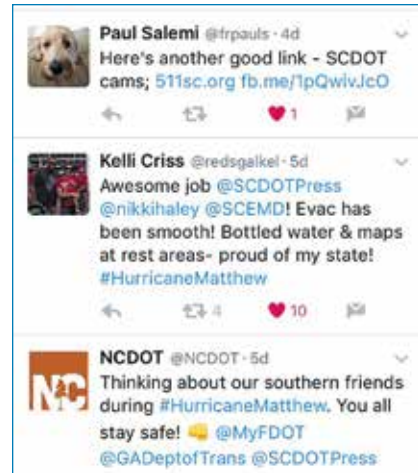 Paul Salemi @frpauls · 4d
Here's another good link - SCDOT
cams; 511sc.org fb.me/1pQwivJcO
1
Kelli Criss @redsgalkel · 5d
Awesome job @SCDOTPress
@nikkihaley @SCEMD! Evac has
been smooth! Bottled water & maps
at rest areas- proud of my state!
#HurricaneMatthew
4 10
NC
NCDOT @NCDOT · 5d
Thinking about our southern friends
during #HurricaneMatthew. You all
stay safe! 👊 @MyFDOT
@GADeptofTrans @SCDOTPress